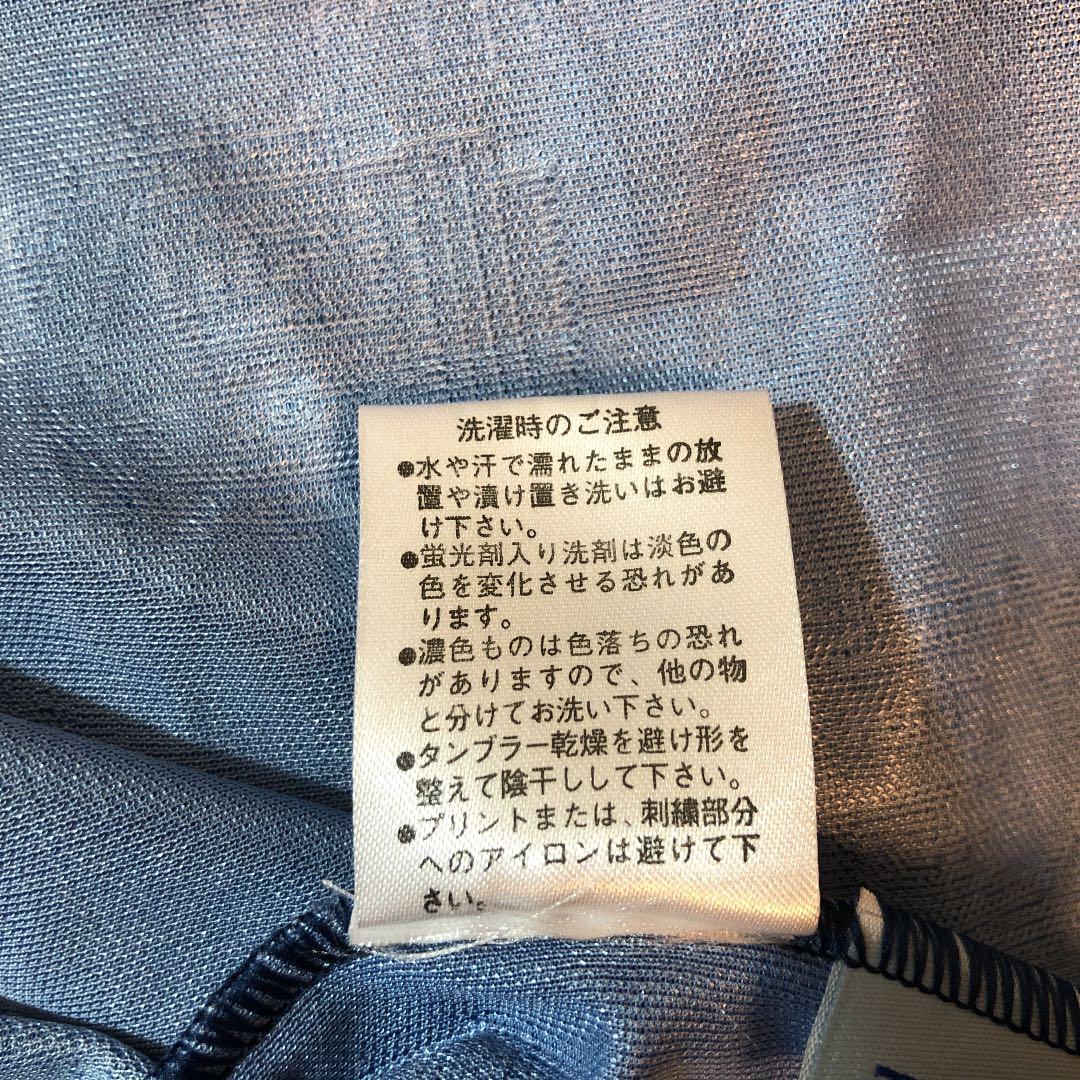 洗濯時のご注意
●水や汗で濡れたままの放
置や漬け置き洗いはお避
け下さい。
●蛍光剤入り洗剤は淡色の
色を変化させる恐れがあ
ります。
●濃色ものは色落ちの恐れ
がありますので、他の物
と分けてお洗い下さい。
●タンブラー乾燥を避け形を
整えて陰干しして下さい。
●プリントまたは、刺繍部分
へのアイロンは避けて下
さい。